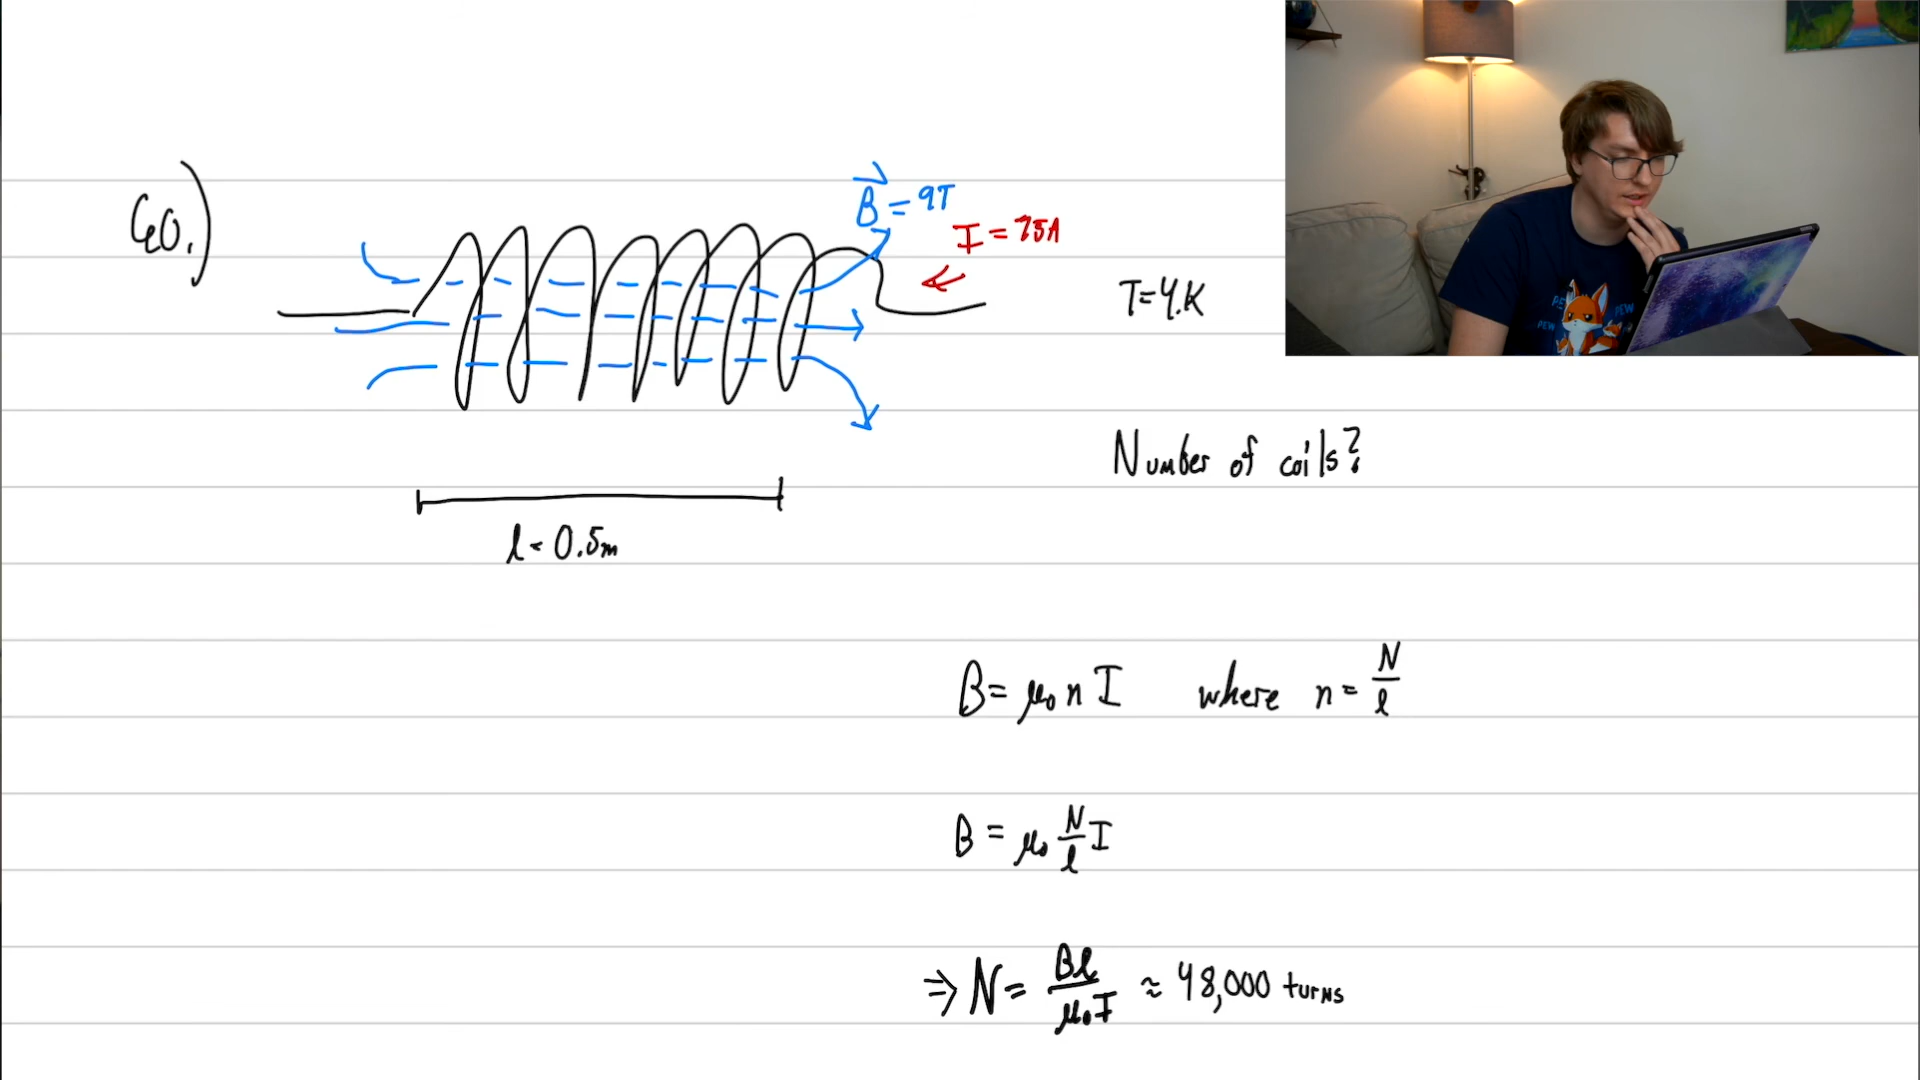 60.)
B⃗ = 9T
I = 75A
T=4.K
PEW
PEW
PEW
Number of coils?
l = 0.5m
B = μ₀ n I where n = N/l
B = μ₀ N/l I
⇒ N = Bl/μ₀I ≈ 48,000 turns